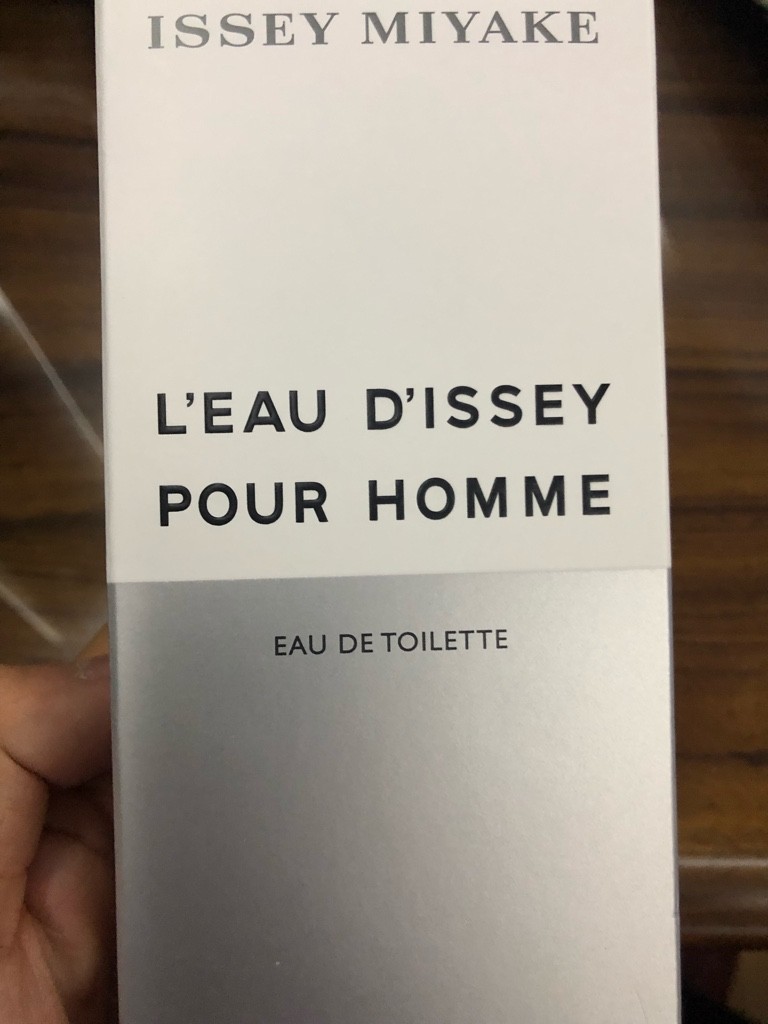 ISSEY MIYAKE
L’EAU D’ISSEY
POUR HOMME
EAU DE TOILETTE